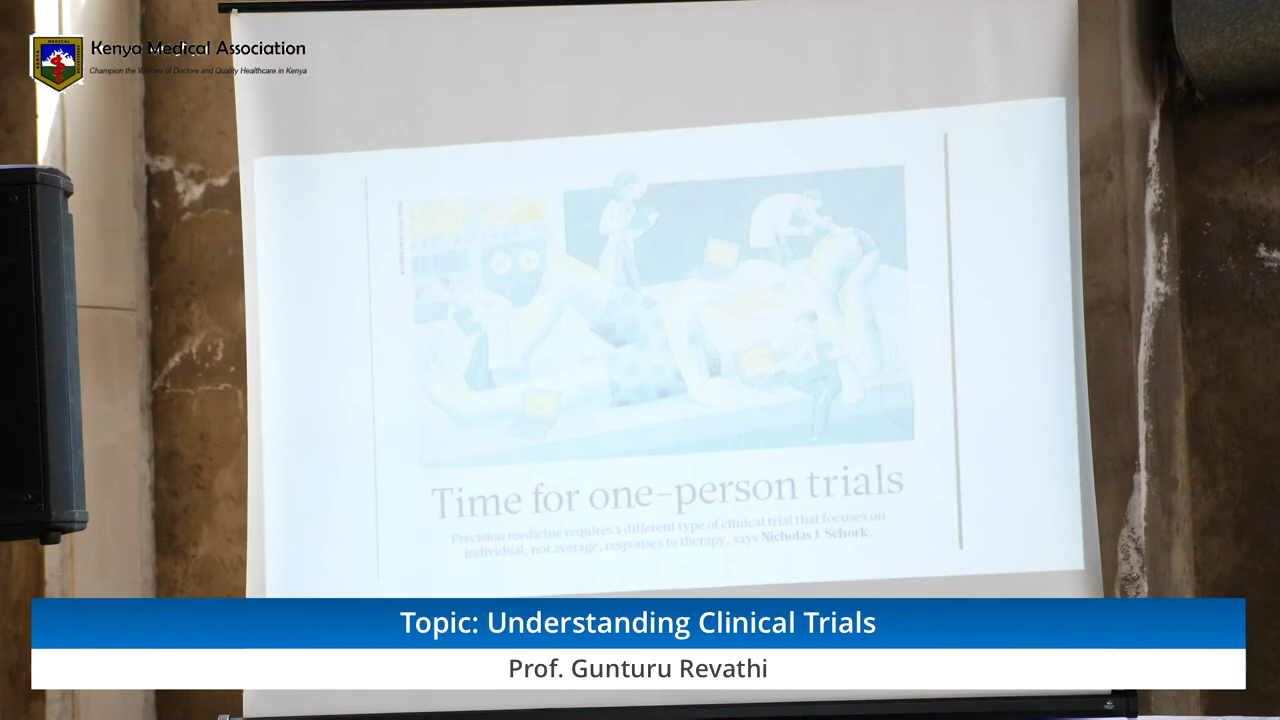 Kenya Medical Association
Champion the Welfare of Doctors and Quality Healthcare in Kenya
Time for one-person trials
Precision medicine requires a different type of clinical trial that focuses on
individual, not average, responses to therapy, says Nicholas J. Schork
Topic: Understanding Clinical Trials
Prof. Gunturu Revathi